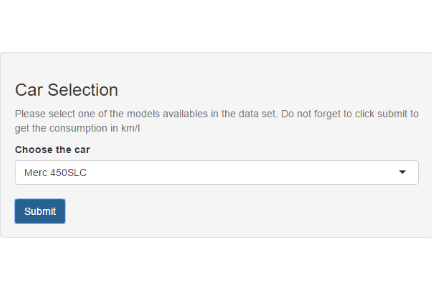 Car Selection
Please select one of the models available in the data set. Do not forget to click submit to
get the consumption in km/l
Choose the car
Merc 450SLC
Submit